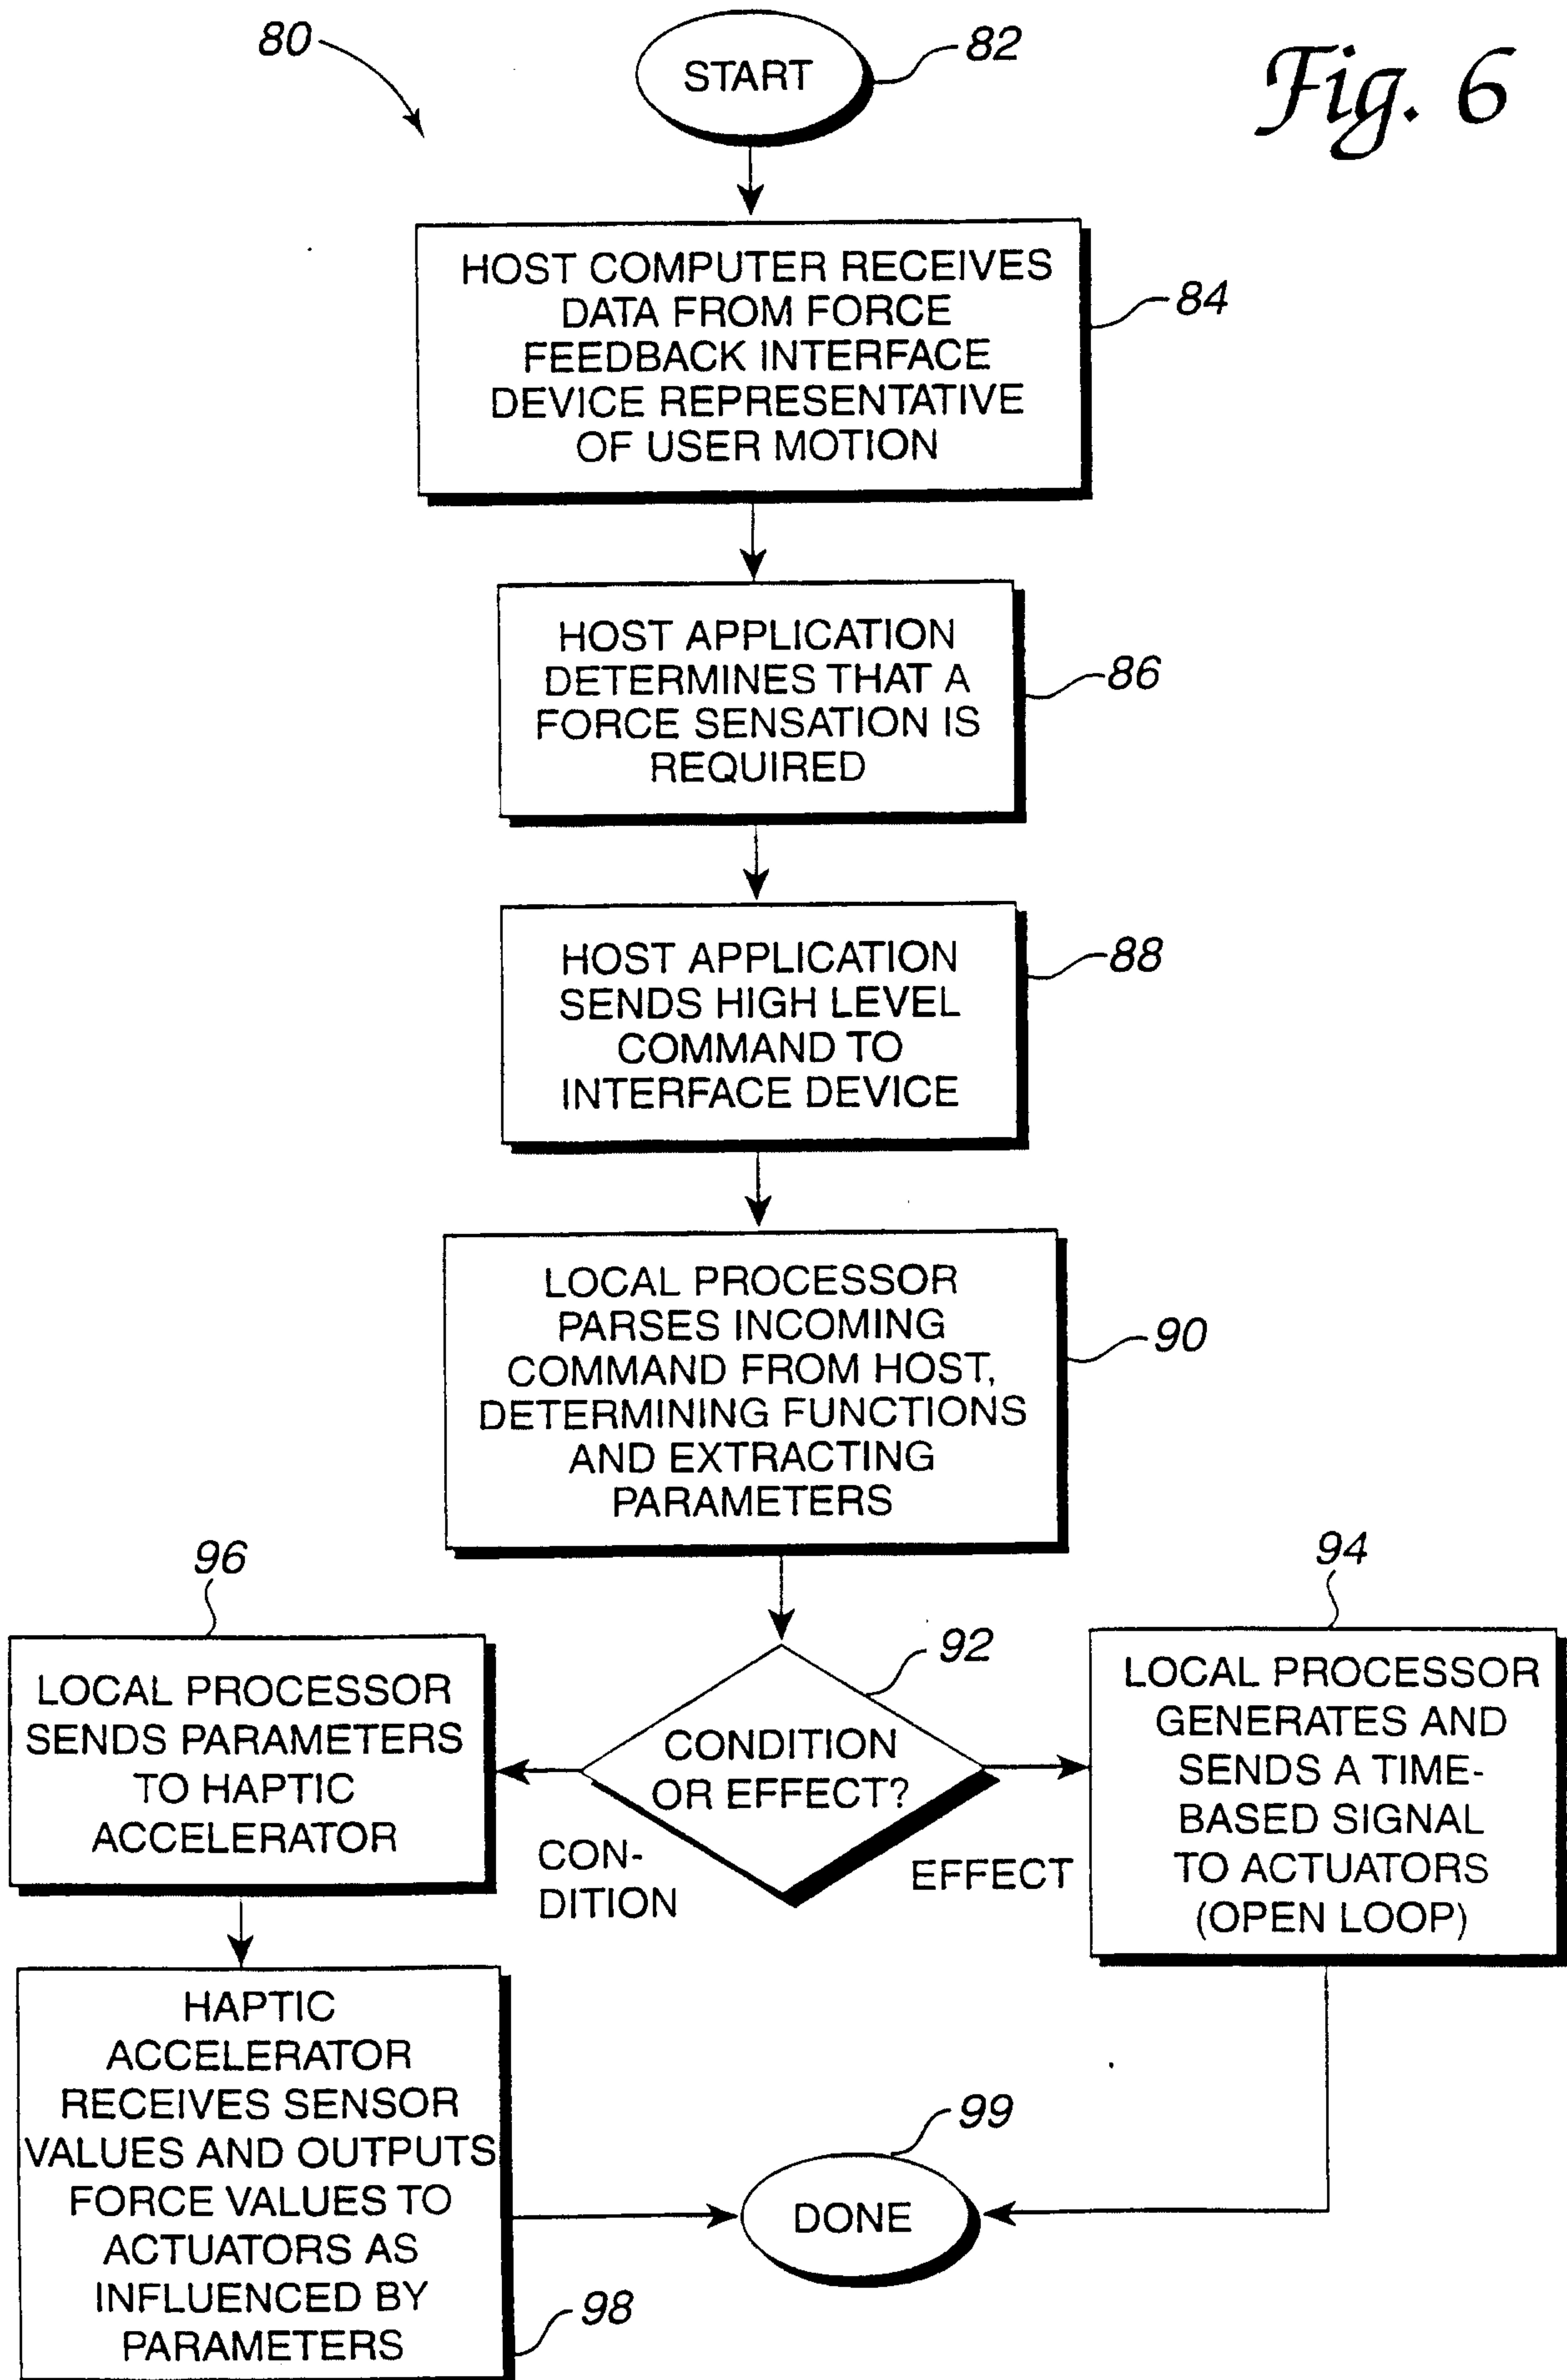 80
START
82
Fig. 6
HOST COMPUTER RECEIVES
DATA FROM FORCE
FEEDBACK INTERFACE
DEVICE REPRESENTATIVE
OF USER MOTION
84
HOST APPLICATION
DETERMINES THAT A
FORCE SENSATION IS
REQUIRED
86
HOST APPLICATION
SENDS HIGH LEVEL
COMMAND TO
INTERFACE DEVICE
88
LOCAL PROCESSOR
PARSES INCOMING
COMMAND FROM HOST,
DETERMINING FUNCTIONS
AND EXTRACTING
PARAMETERS
90
96
LOCAL PROCESSOR
SENDS PARAMETERS
TO HAPTIC
ACCELERATOR
92
CONDITION
OR EFFECT?
CON-
DITION
EFFECT
94
LOCAL PROCESSOR
GENERATES AND
SENDS A TIME-
BASED SIGNAL
TO ACTUATORS
(OPEN LOOP)
HAPTIC
ACCELERATOR
RECEIVES SENSOR
VALUES AND OUTPUTS
FORCE VALUES TO
ACTUATORS AS
INFLUENCED BY
PARAMETERS
98
99
DONE